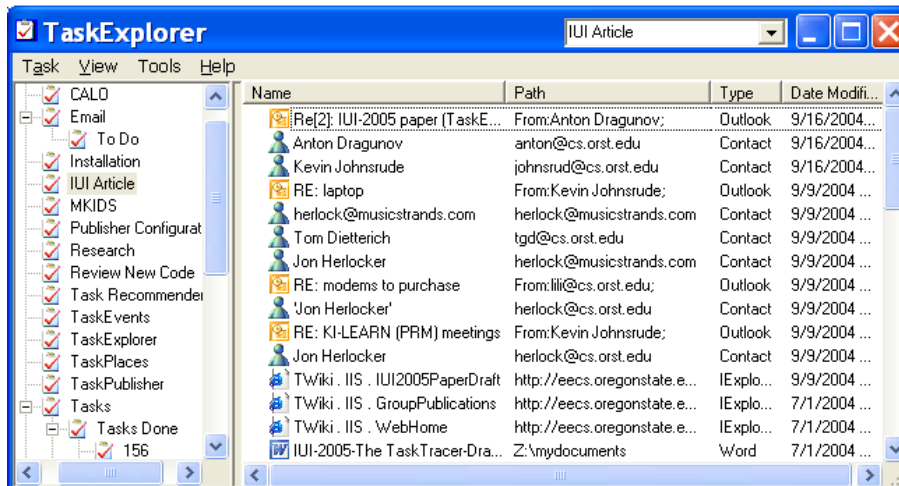 TaskExplorer IUI Article
Task View Tools Help
CALO
Email
To Do
Installation
IUI Article
MKIDS
Publisher Configurat
Research
Review New Code
Task Recommender
TaskEvents
TaskExplorer
TaskPlaces
TaskPublisher
Tasks
Tasks Done
156
Name Path Type Date Modifi...
Re[2]: IUI-2005 paper (TaskE... From:Anton Dragunov; Outlook 9/16/2004...
Anton Dragunov anton@cs.orst.edu Contact 9/16/2004...
Kevin Johnsrude johnsrud@cs.orst.edu Contact 9/16/2004...
RE: laptop From:Kevin Johnsrude; Outlook 9/9/2004 ...
herlock@musicstrands.com herlock@musicstrands.com Contact 9/9/2004 ...
Tom Dietterich tgd@cs.orst.edu Contact 9/9/2004 ...
Jon Herlocker herlock@musicstrands.com Contact 9/9/2004 ...
RE: modems to purchase From:lili@cs.orst.edu; Outlook 9/9/2004 ...
'Jon Herlocker' herlock@cs.orst.edu Contact 9/9/2004 ...
RE: KI-LEARN (PRM) meetings From:Kevin Johnsrude; Outlook 9/9/2004 ...
Jon Herlocker herlock@cs.orst.edu Contact 9/9/2004 ...
TWiki . IIS . IUI2005PaperDraft http://eecs.oregonstate.e... IExplo... 9/9/2004 ...
TWiki . IIS . GroupPublications http://eecs.oregonstate.e... IExplo... 7/1/2004 ...
TWiki . IIS . WebHome http://eecs.oregonstate.e... IExplo... 7/1/2004 ...
IUI-2005-The TaskTracer-Dra... Z:\mydocuments Word 7/1/2004 ...